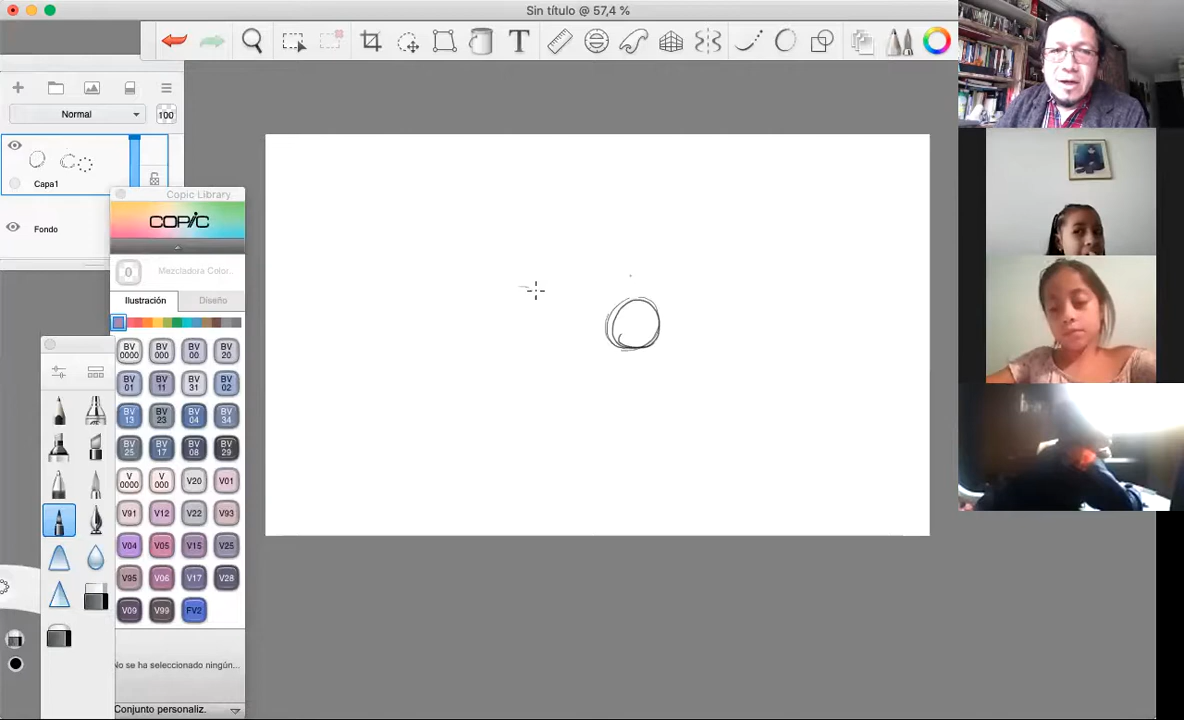 Sin título @ 57,4 %
T
Normal
100
Capa1
Fondo
Copic Library
COPIC
0 Mezcladora Color..
Ilustración Diseño
BV 0000 BV 000 BV 00 BV 20
BV 01 BV 11 BV 31 BV 02
BV 13 BV 23 BV 04 BV 34
BV 25 BV 17 BV 08 BV 29
V 0000 V 000 V20 V01
V91 V12 V22 V93
V04 V05 V15 V25
V95 V06 V17 V28
V09 V99 FV2
No se ha seleccionado ningún...
Conjunto personaliz.